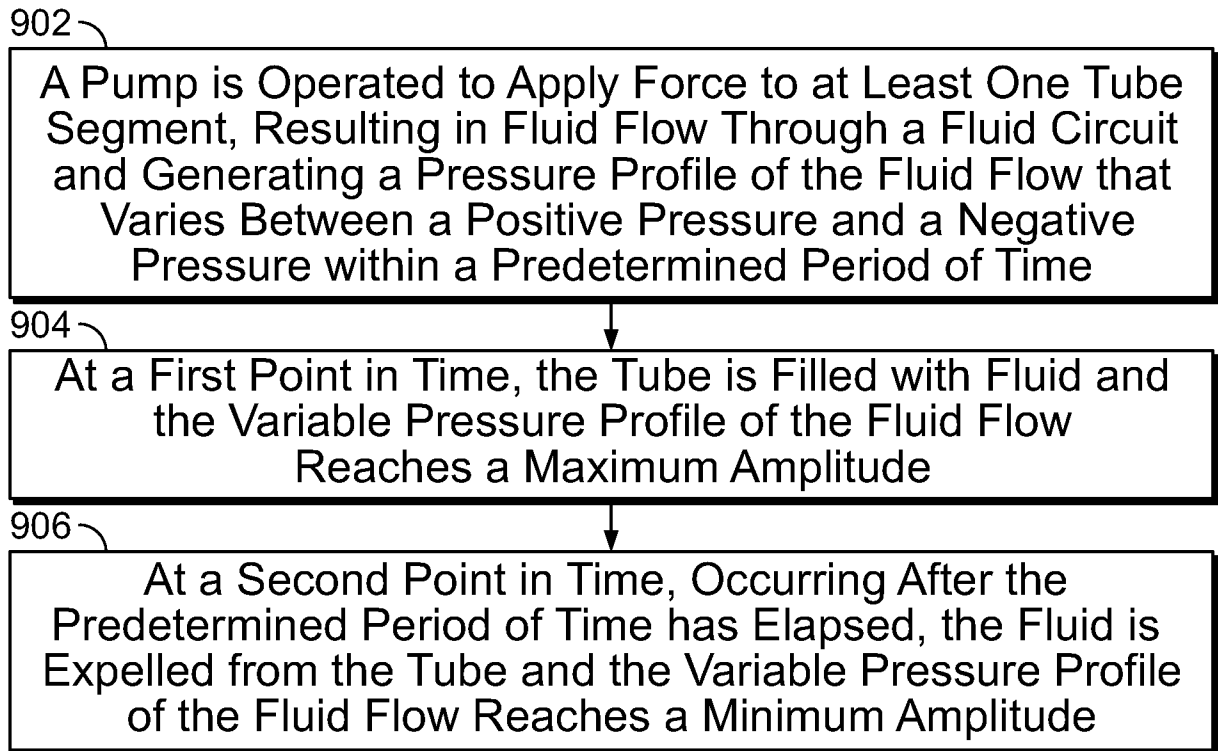 902
A Pump is Operated to Apply Force to at Least One Tube
Segment, Resulting in Fluid Flow Through a Fluid Circuit
and Generating a Pressure Profile of the Fluid Flow that
Varies Between a Positive Pressure and a Negative
Pressure within a Predetermined Period of Time
904
At a First Point in Time, the Tube is Filled with Fluid and
the Variable Pressure Profile of the Fluid Flow
Reaches a Maximum Amplitude
906
At a Second Point in Time, Occurring After the
Predetermined Period of Time has Elapsed, the Fluid is
Expelled from the Tube and the Variable Pressure Profile
of the Fluid Flow Reaches a Minimum Amplitude